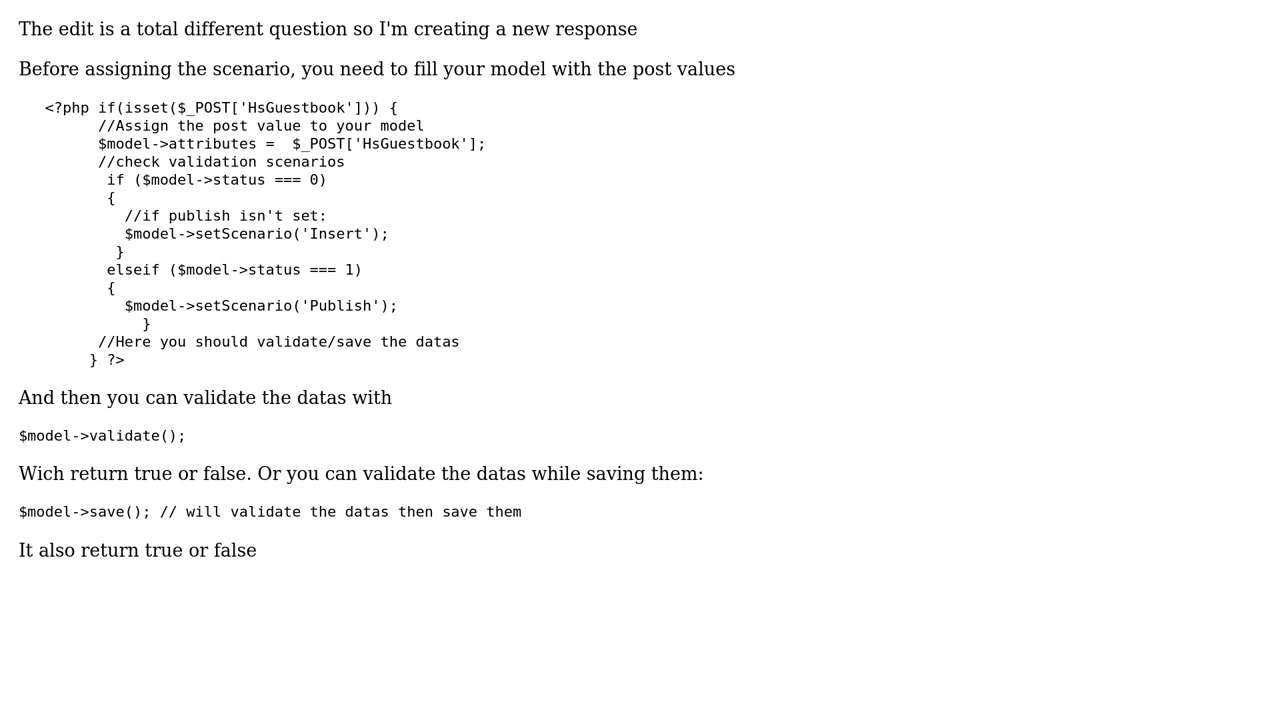 The edit is a total different question so I'm creating a new response
Before assigning the scenario, you need to fill your model with the post values
<?php if(isset($_POST['HsGuestbook'])) {
//Assign the post value to your model
$model->attributes =  $_POST['HsGuestbook'];
//check validation scenarios
if ($model->status === 0)
{
//if publish isn't set:
$model->setScenario('Insert');
}
elseif ($model->status === 1)
{
$model->setScenario('Publish');
}
//Here you should validate/save the datas
} ?>
And then you can validate the datas with
$model->validate();
Wich return true or false. Or you can validate the datas while saving them:
$model->save(); // will validate the datas then save them
It also return true or false